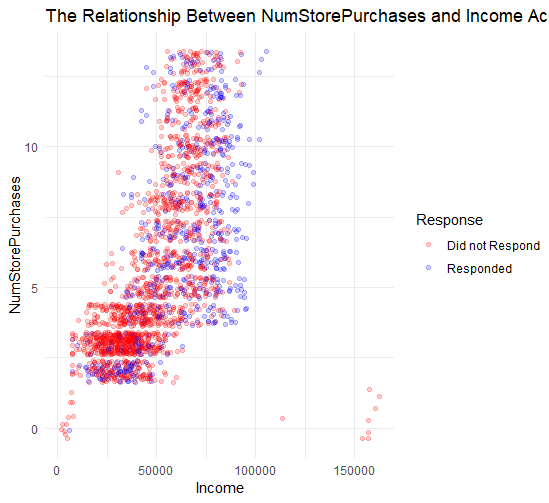 The Relationship Between NumStorePurchases and Income Ac
10
5
0
NumStorePurchases
0 50000 100000 150000
Income
Response
Did not Respond
Responded